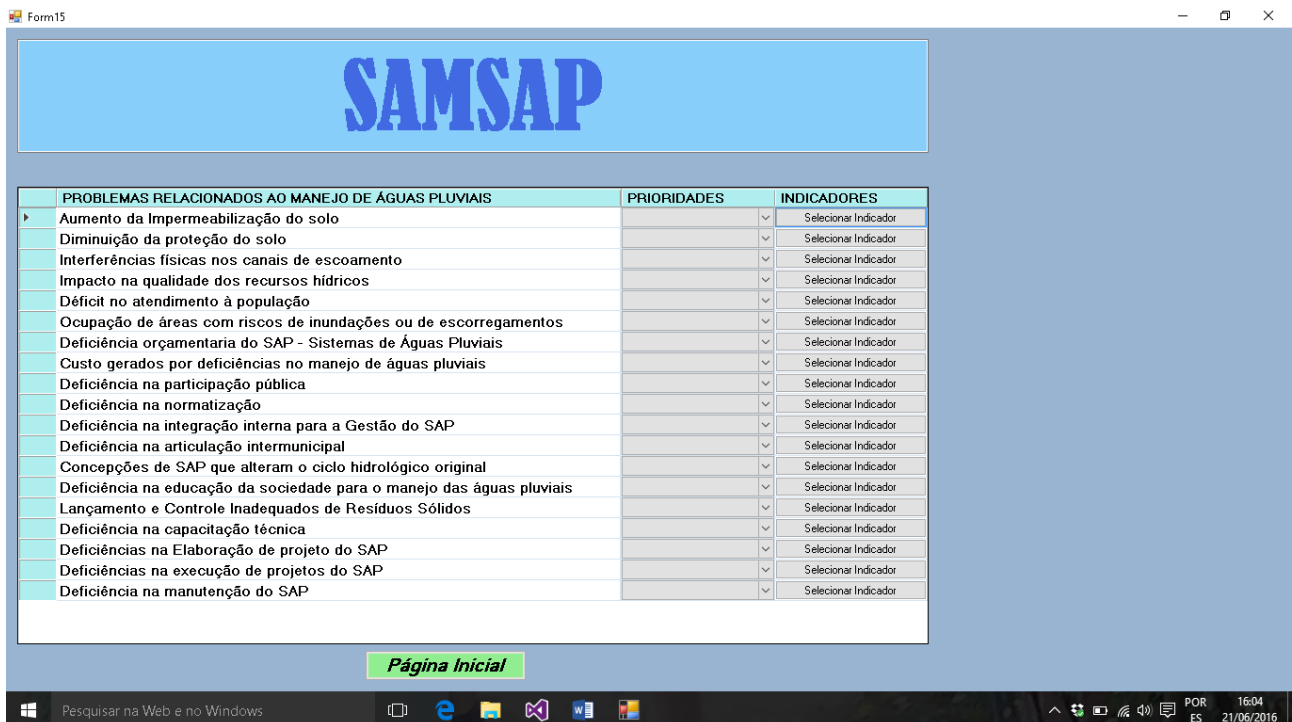 Form15
SAMSAP
PROBLEMAS RELACIONADOS AO MANEJO DE ÁGUAS PLUVIAIS PRIORIDADES INDICADORES
Aumento da Impermeabilização do solo Selecionar Indicador
Diminuição da proteção do solo Selecionar Indicador
Interferências físicas nos canais de escoamento Selecionar Indicador
Impacto na qualidade dos recursos hídricos Selecionar Indicador
Déficit no atendimento à população Selecionar Indicador
Ocupação de áreas com riscos de inundações ou de escorregamentos Selecionar Indicador
Deficiência orçamentaria do SAP - Sistemas de Águas Pluviais Selecionar Indicador
Custo gerados por deficiências no manejo de águas pluviais Selecionar Indicador
Deficiência na participação pública Selecionar Indicador
Deficiência na normatização Selecionar Indicador
Deficiência na integração interna para a Gestão do SAP Selecionar Indicador
Deficiência na articulação intermunicipal Selecionar Indicador
Concepções de SAP que alteram o ciclo hidrológico original Selecionar Indicador
Deficiência na educação da sociedade para o manejo das águas pluviais Selecionar Indicador
Lançamento e Controle Inadequados de Resíduos Sólidos Selecionar Indicador
Deficiência na capacitação técnica Selecionar Indicador
Deficiências na Elaboração de projeto do SAP Selecionar Indicador
Deficiências na execução de projetos do SAP Selecionar Indicador
Deficiência na manutenção do SAP Selecionar Indicador
Página Inicial
Pesquisar na Web e no Windows
POR 16:04
ES 21/06/2016